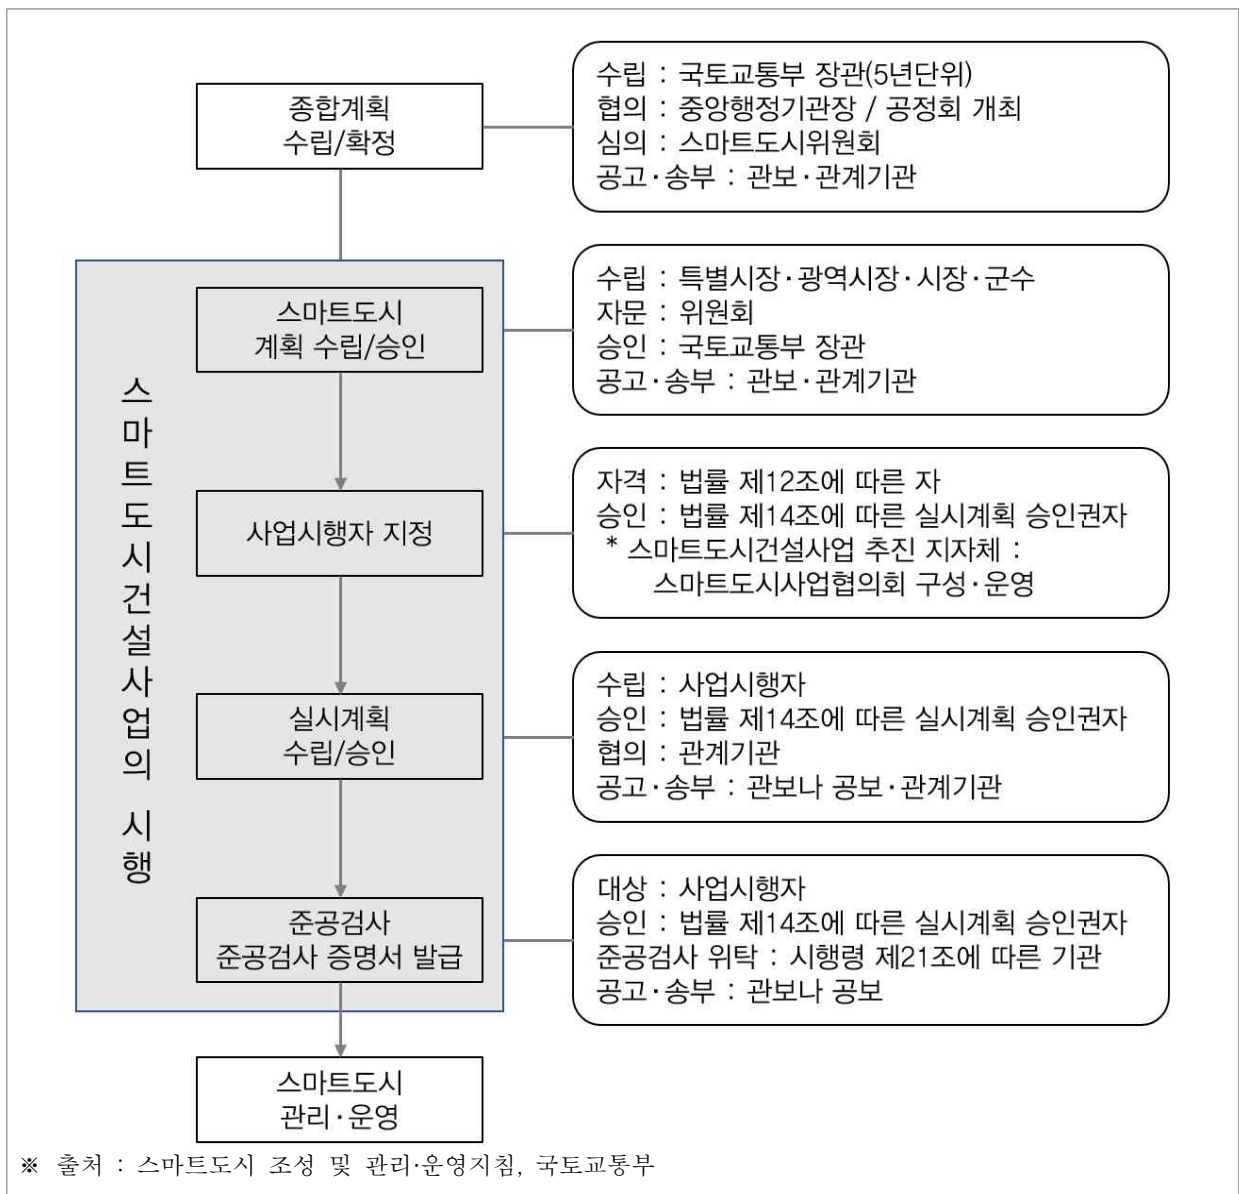 종합계획
수립/확정
수립 : 국토교통부 장관(5년단위)
협의 : 중앙행정기관장 / 공정회 개최
심의 : 스마트도시위원회
공고·송부 : 관보·관계기관
스마트도시건설사업의 시행
스마트도시
계획 수립/승인
수립 : 특별시장·광역시장·시장·군수
자문 : 위원회
승인 : 국토교통부 장관
공고·송부 : 관보·관계기관
사업시행자 지정
자격 : 법률 제12조에 따른 자
승인 : 법률 제14조에 따른 실시계획 승인권자
* 스마트도시건설사업 추진 지자체 :
스마트도시사업협의회 구성·운영
실시계획
수립/승인
수립 : 사업시행자
승인 : 법률 제14조에 따른 실시계획 승인권자
협의 : 관계기관
공고·송부 : 관보나 공보·관계기관
준공검사
준공검사 증명서 발급
대상 : 사업시행자
승인 : 법률 제14조에 따른 실시계획 승인권자
준공검사 위탁 : 시행령 제21조에 따른 기관
공고·송부 : 관보나 공보
스마트도시
관리·운영
※ 출처 : 스마트도시 조성 및 관리·운영지침, 국토교통부